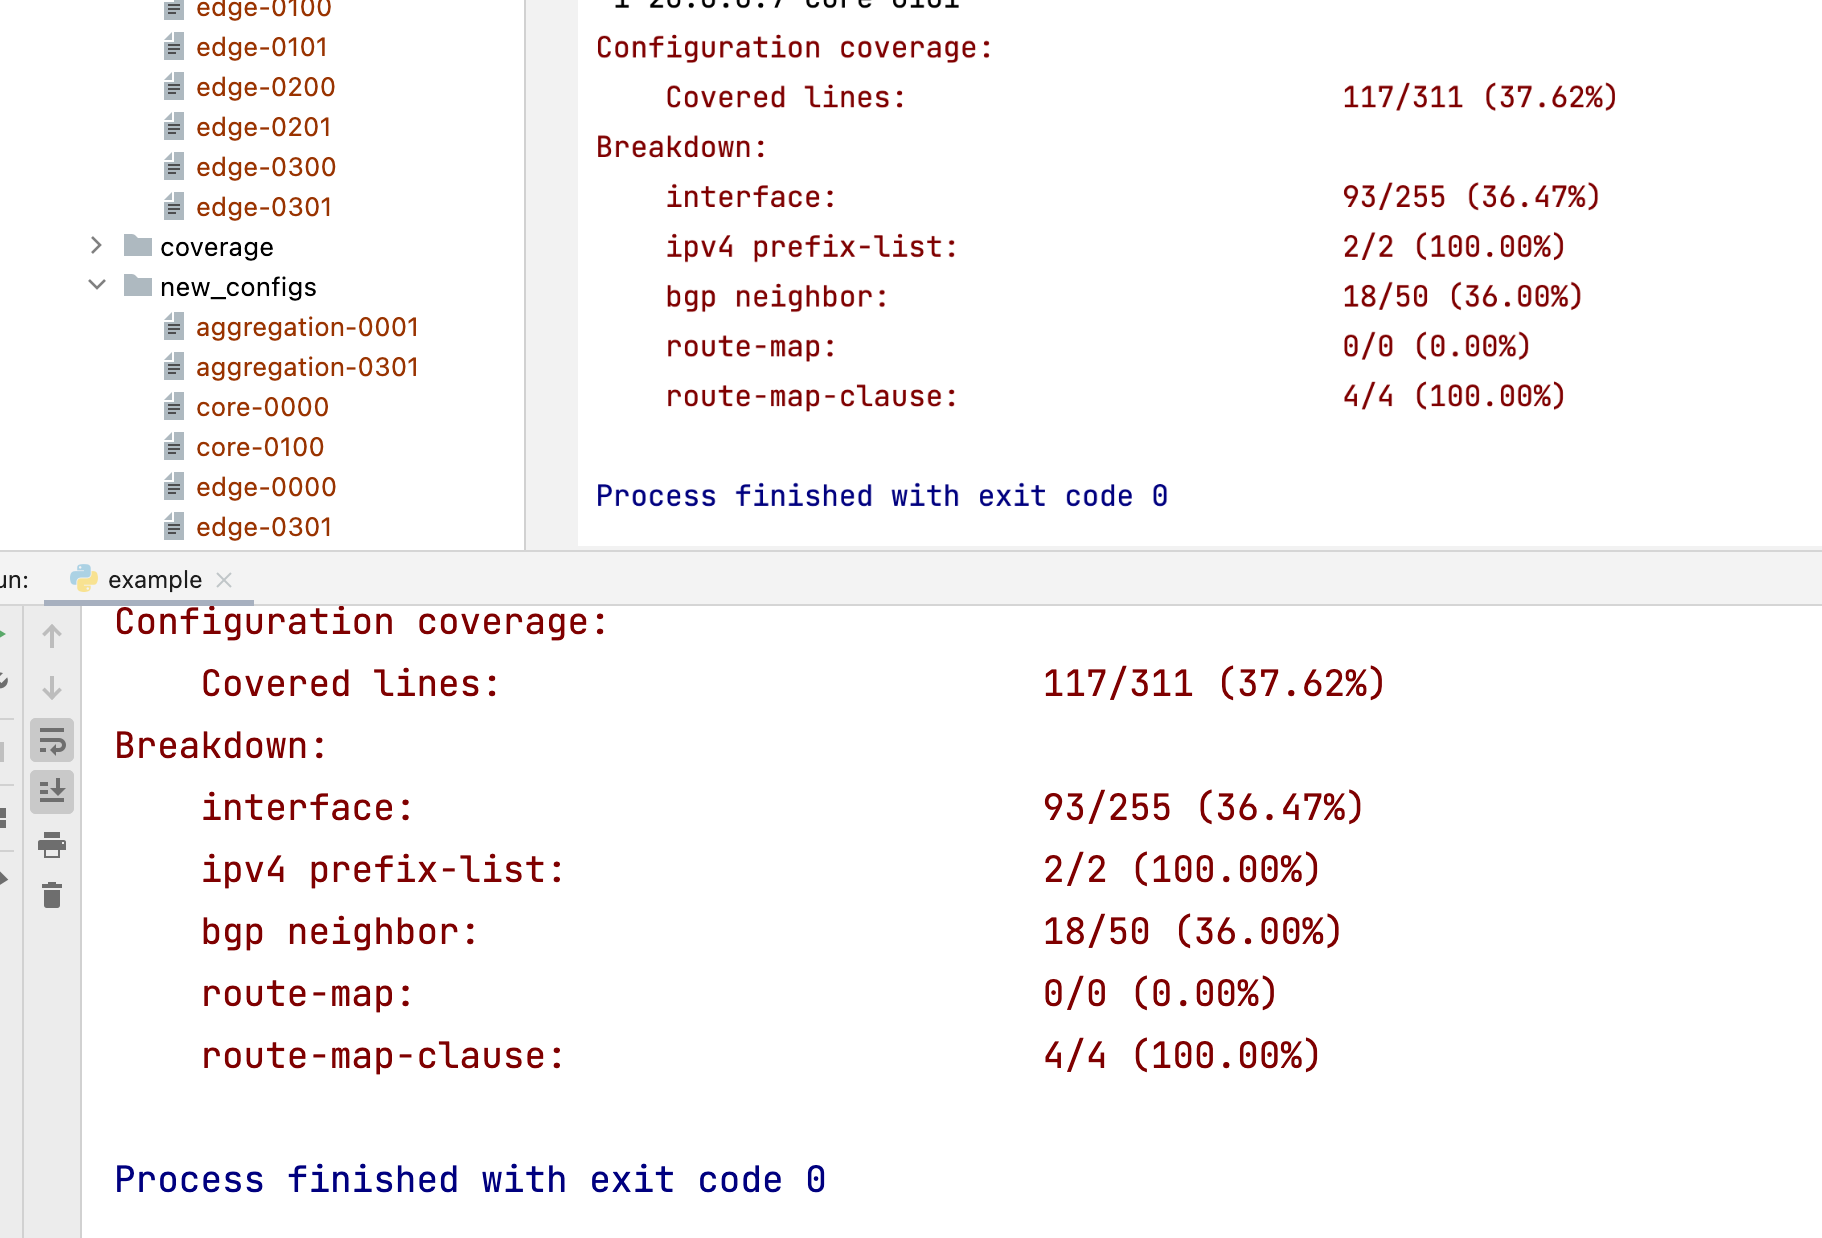 edge-0100
edge-0101
edge-0200
edge-0201
edge-0300
edge-0301
coverage
new_configs
aggregation-0001
aggregation-0301
core-0000
core-0100
edge-0000
edge-0301
Configuration coverage:
Covered lines: 117/311 (37.62%)
Breakdown:
interface: 93/255 (36.47%)
ipv4 prefix-list: 2/2 (100.00%)
bgp neighbor: 18/50 (36.00%)
route-map: 0/0 (0.00%)
route-map-clause: 4/4 (100.00%)
Process finished with exit code 0
un: example
Configuration coverage:
Covered lines: 117/311 (37.62%)
Breakdown:
interface: 93/255 (36.47%)
ipv4 prefix-list: 2/2 (100.00%)
bgp neighbor: 18/50 (36.00%)
route-map: 0/0 (0.00%)
route-map-clause: 4/4 (100.00%)
Process finished with exit code 0